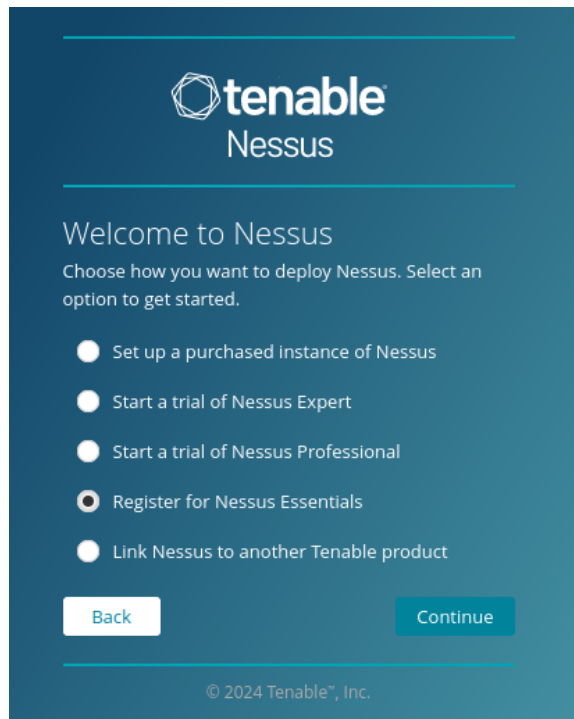 tenable®
Nessus
Welcome to Nessus
Choose how you want to deploy Nessus. Select an
option to get started.
Set up a purchased instance of Nessus
Start a trial of Nessus Expert
Start a trial of Nessus Professional
Register for Nessus Essentials
Link Nessus to another Tenable product
Back
Continue
© 2024 Tenable™, Inc.